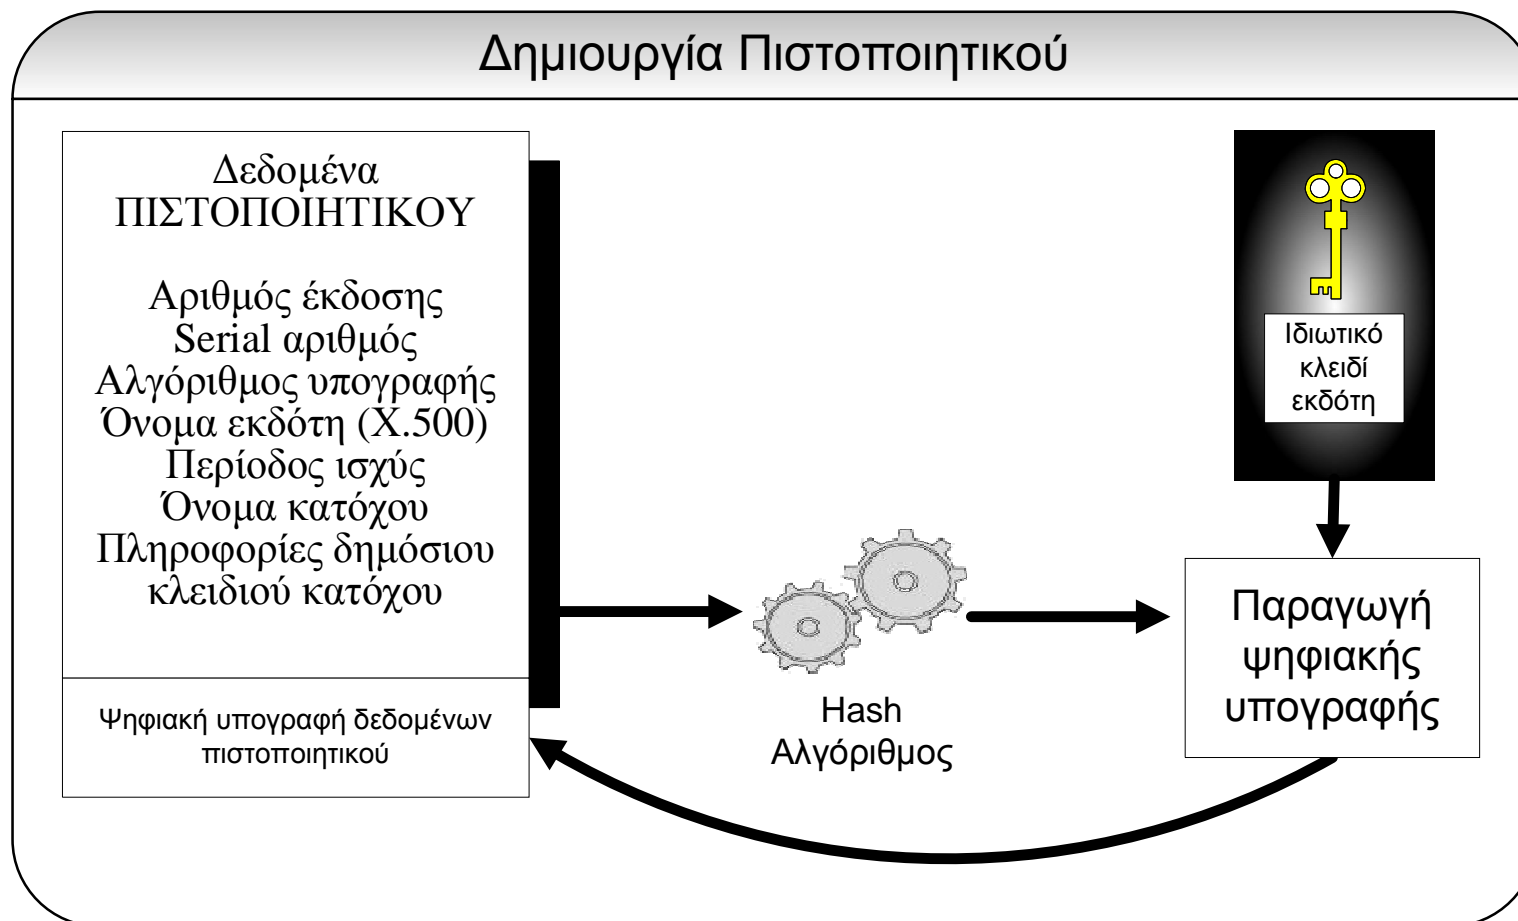 Δημιουργία Πιστοποιητικού
Δεδομένα
ΠΙΣΤΟΠΟΙΗΤΙΚΟΥ
Αριθμός έκδοσης
Serial αριθμός
Αλγόριθμος υπογραφής
Όνομα εκδότη (X.500)
Περίοδος ισχύς
Όνομα κατόχου
Πληροφορίες δημόσιου
κλειδιού κατόχου
Ψηφιακή υπογραφή δεδομένων
πιστοποιητικού
Hash
Αλγόριθμος
Ιδιωτικό
κλειδί
εκδότη
Παραγωγή
ψηφιακής
υπογραφής